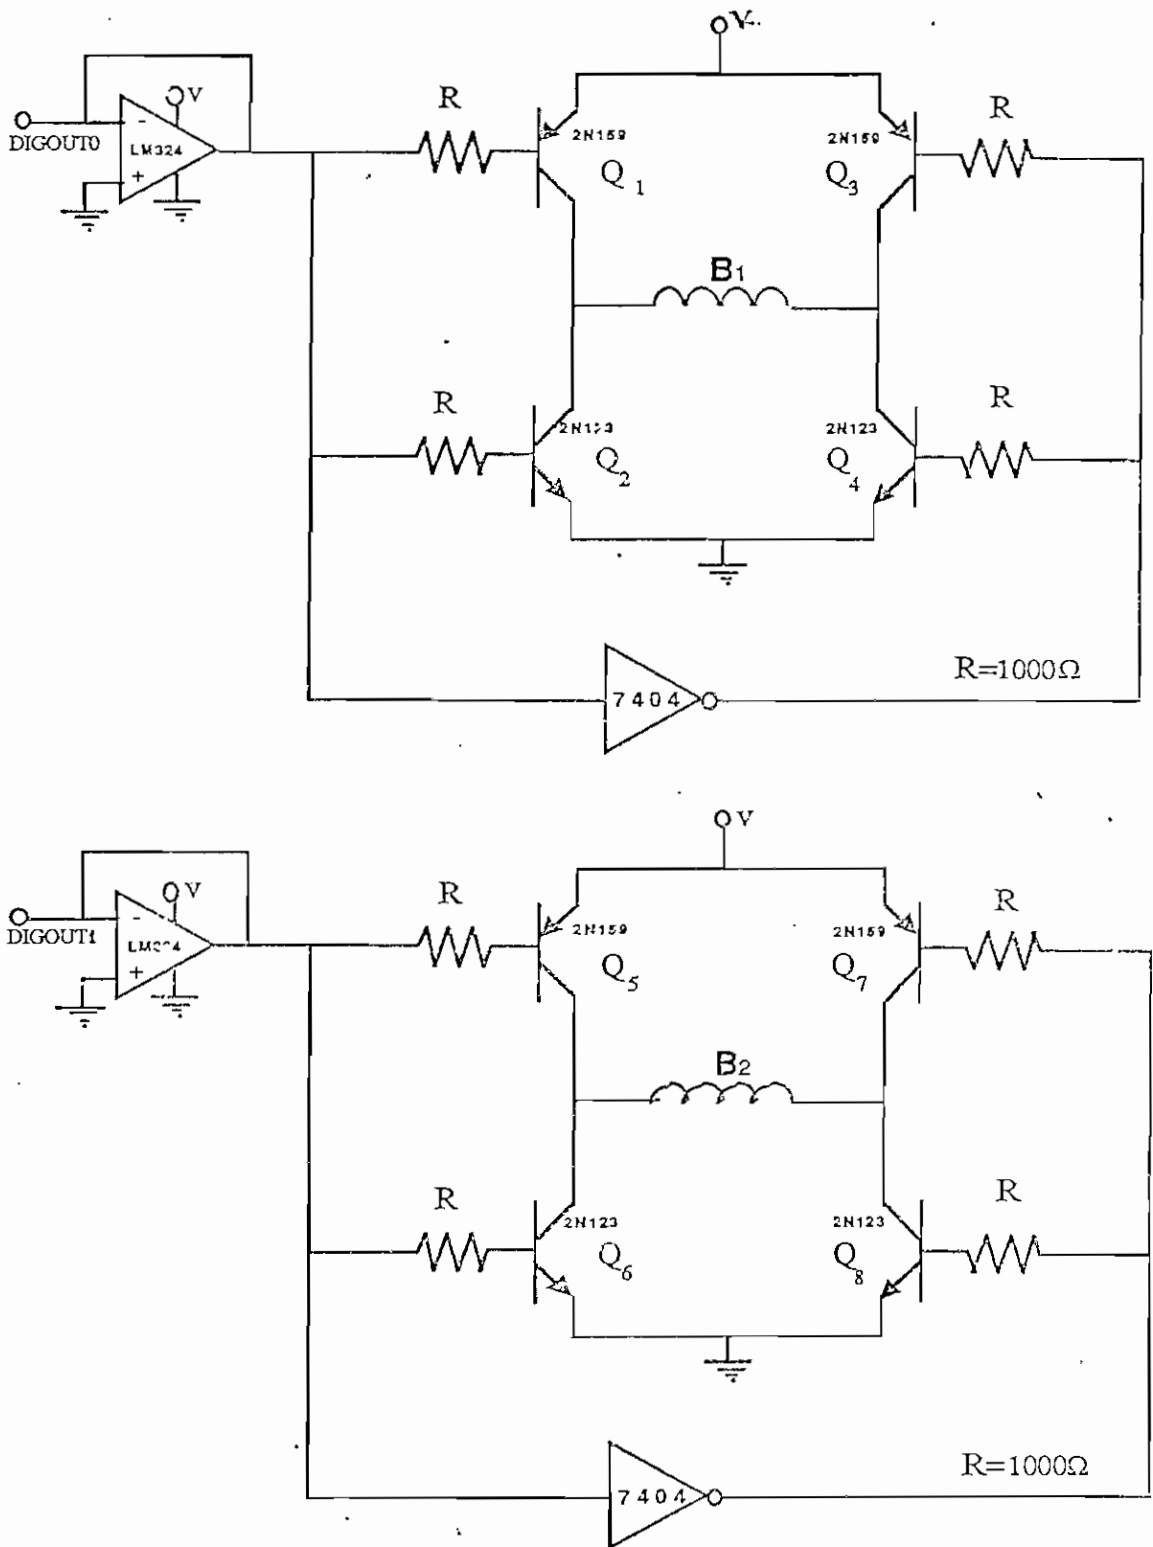 V
V
R
R
DIGOUT0
-
LM324
+
2N159
2N159
Q1
Q3
B1
R
R
2N123
2N123
Q2
Q4
R=1000Ω
7404
V
V
R
R
DIGOUT1
-
+
2N159
2N159
Q5
Q7
B2
R
R
2N123
2N123
Q6
Q8
R=1000Ω
7404